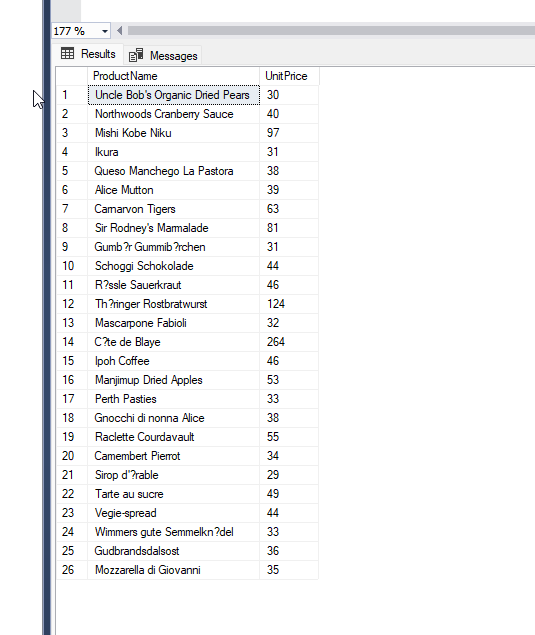 177 %
Results Messages
ProductName UnitPrice
1 Uncle Bob's Organic Dried Pears 30
2 Northwoods Cranberry Sauce 40
3 Mishi Kobe Niku 97
4 Ikura 31
5 Queso Manchego La Pastora 38
6 Alice Mutton 39
7 Carnarvon Tigers 63
8 Sir Rodney's Marmalade 81
9 Gumb?r Gummib?rchen 31
10 Schoggi Schokolade 44
11 R?ssle Sauerkraut 46
12 Th?ringer Rostbratwurst 124
13 Mascarpone Fabioli 32
14 C?te de Blaye 264
15 Ipoh Coffee 46
16 Manjimup Dried Apples 53
17 Perth Pasties 33
18 Gnocchi di nonna Alice 38
19 Raclette Courdavault 55
20 Camembert Pierrot 34
21 Sirop d'?rable 29
22 Tarte au sucre 49
23 Vegie-spread 44
24 Wimmers gute Semmelkn?del 33
25 Gudbrandsdalsost 36
26 Mozzarella di Giovanni 35